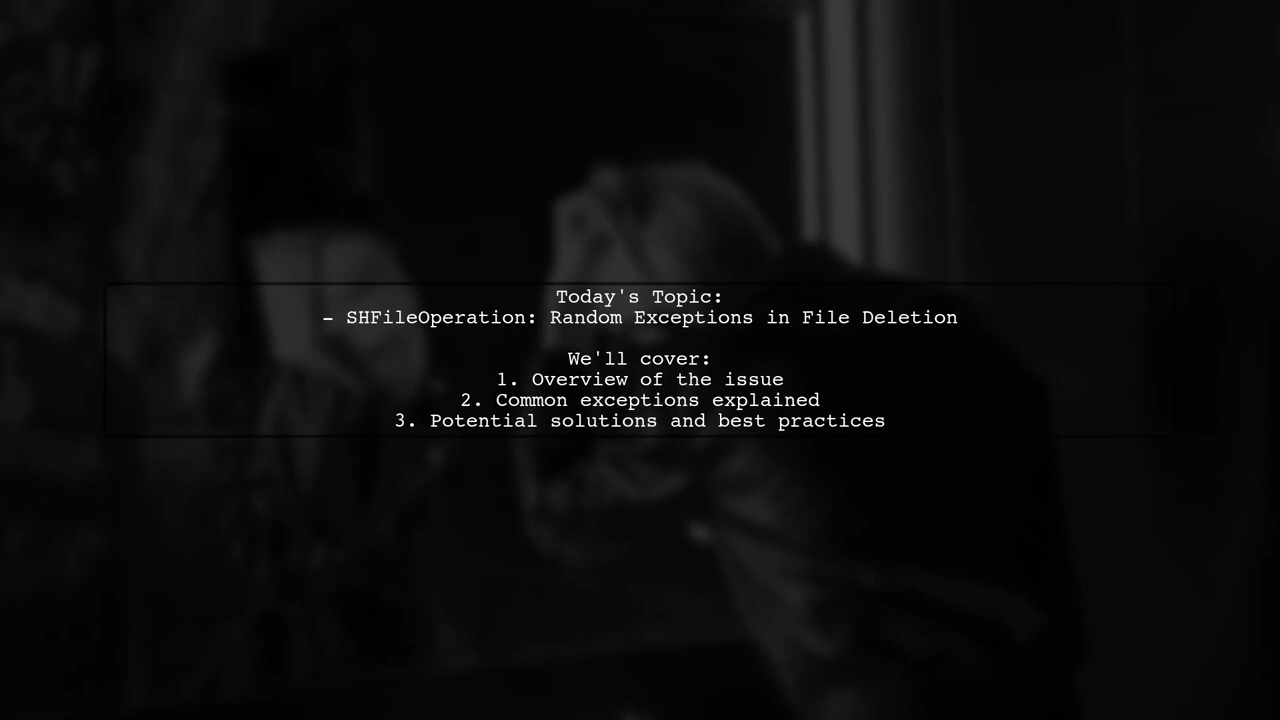 Today's Topic:
- SHFileOperation: Random Exceptions in File Deletion
We'll cover:
1. Overview of the issue
2. Common exceptions explained
3. Potential solutions and best practices